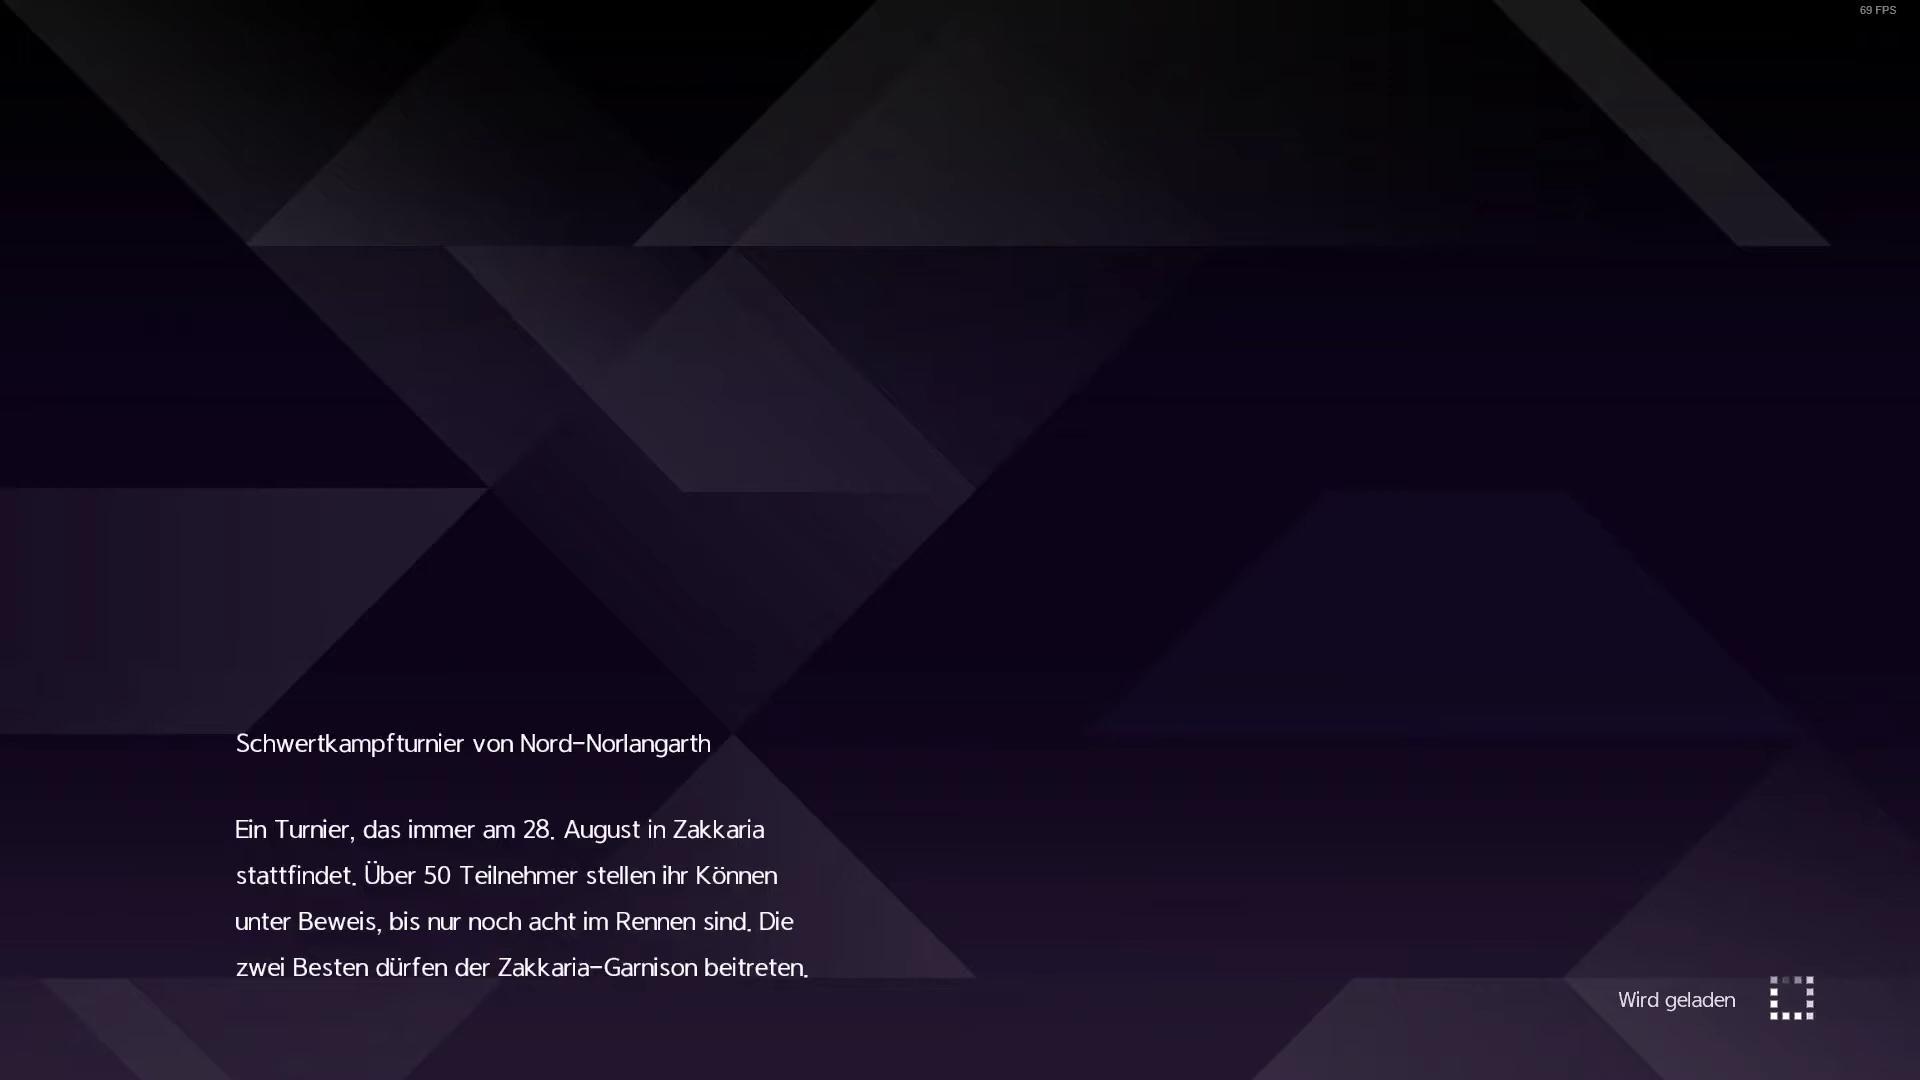 69 FPS
Schwertkampfturnier von Nord-Norlangarth
Ein Turnier, das immer am 28. August in Zakkaria
stattfindet. Über 50 Teilnehmer stellen ihr Können
unter Beweis, bis nur noch acht im Rennen sind. Die
zwei Besten dürfen der Zakkaria-Garnison beitreten.
Wird geladen